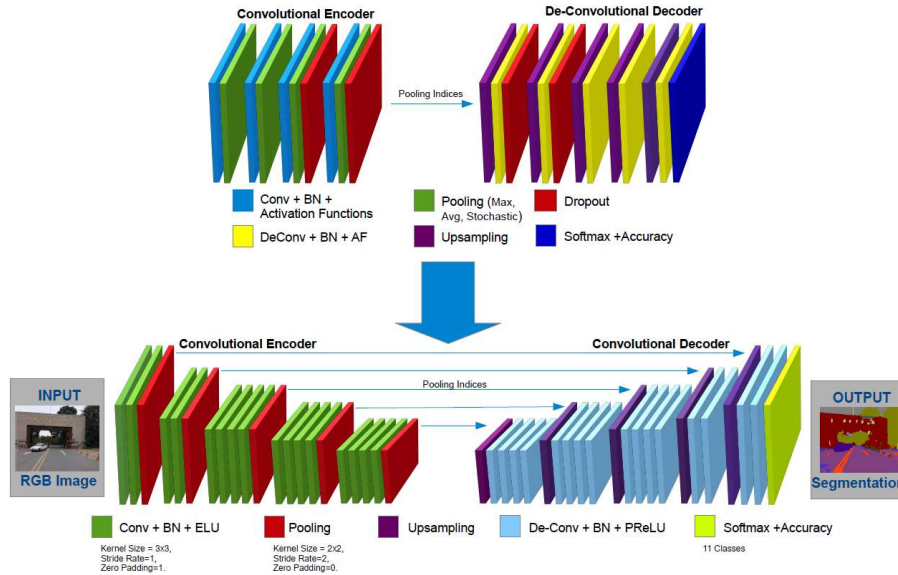 Convolutional Encoder
De-Convolutional Decoder
Pooling Indices
Conv + BN +
Activation Functions
Pooling (Max,
Avg, Stochastic)
Dropout
DeConv + BN + AF
Upsampling
Softmax +Accuracy
Convolutional Encoder
Convolutional Decoder
Pooling Indices
INPUT
RGB Image
OUTPUT
Segmentation
Conv + BN + ELU
Pooling
Upsampling
De-Conv + BN + PReLU
Softmax +Accuracy
Kernel Size = 3x3,
Stride Rate=1,
Zero Padding=1.
Kernel Size = 2x2,
Stride Rate=2,
Zero Padding=0.
11 Classes